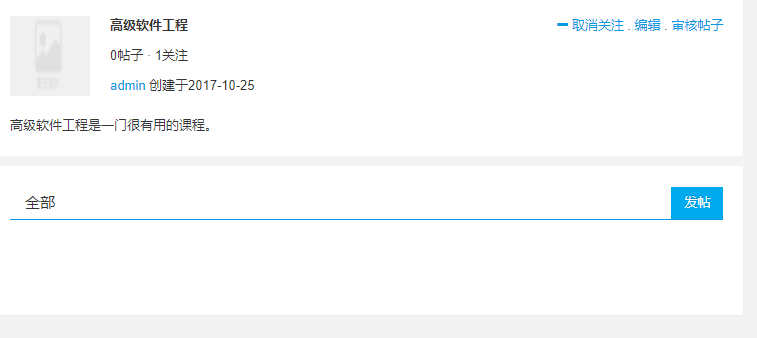 高级软件工程
取消关注 . 编辑 . 审核帖子
0帖子 · 1关注
admin 创建于2017-10-25
高级软件工程是一门很有用的课程。
全部
发帖